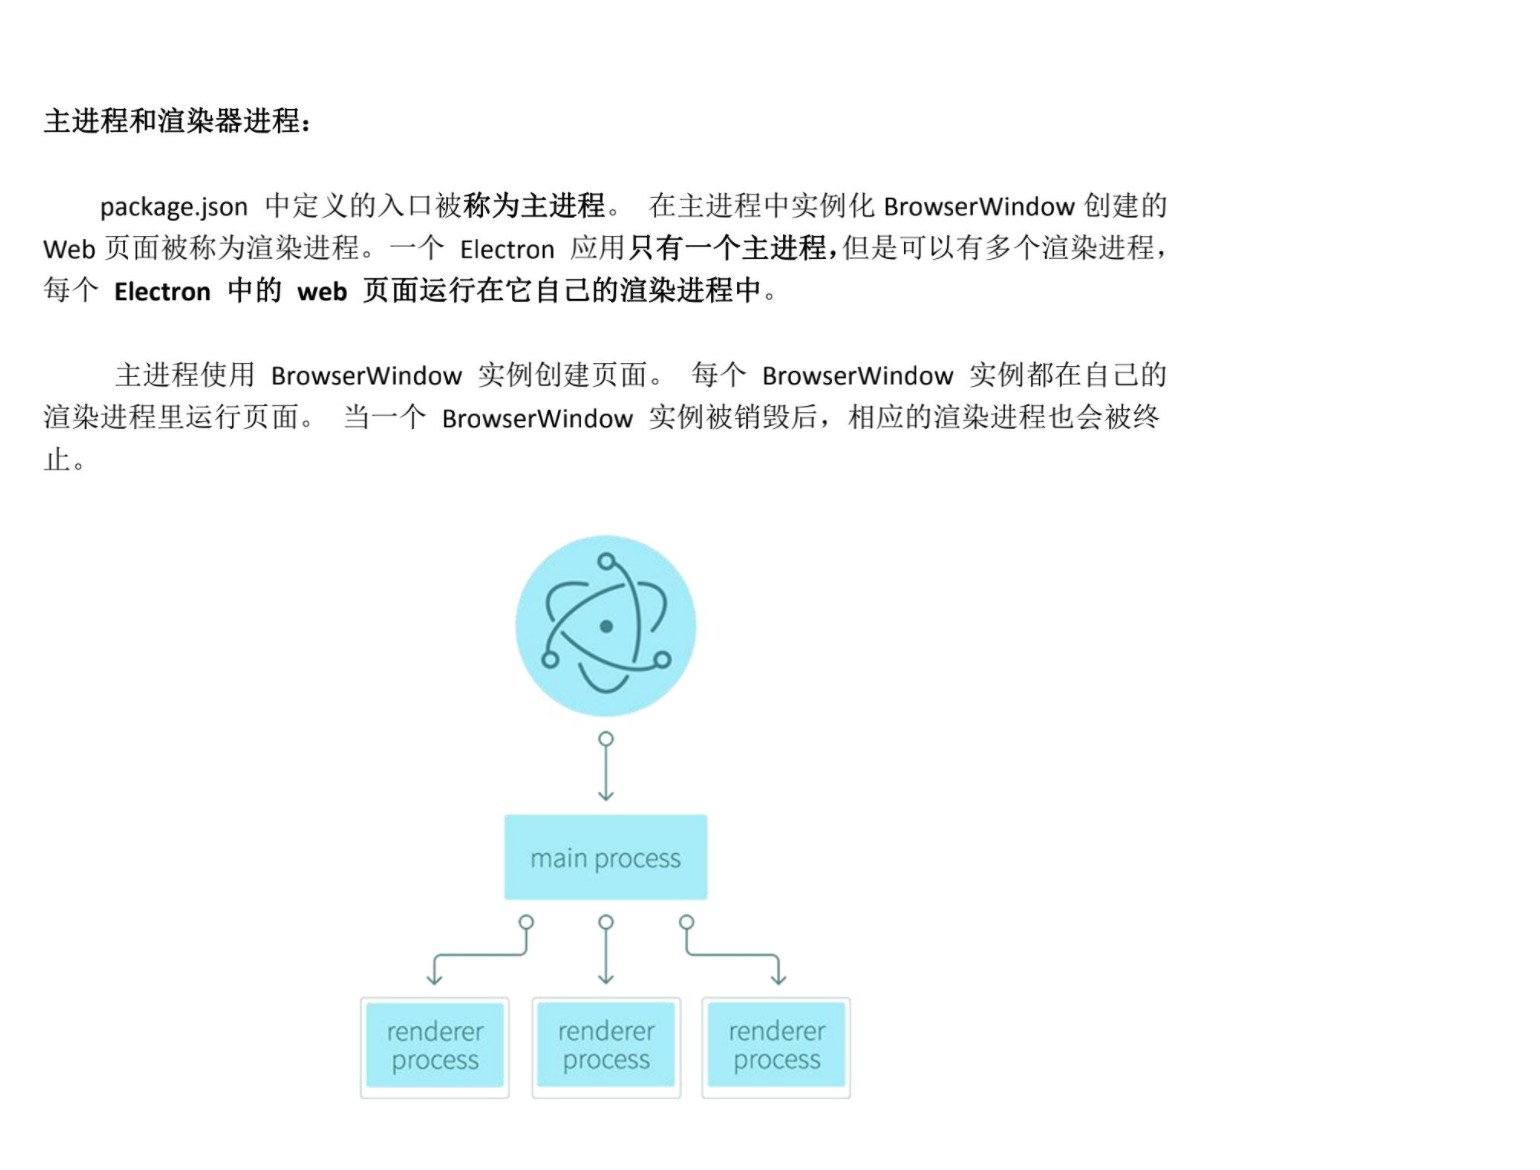 主进程和渲染器进程：
package.json 中定义的入口被称为主进程。 在主进程中实例化 BrowserWindow 创建的
Web 页面被称为渲染进程。一个 Electron 应用只有一个主进程,但是可以有多个渲染进程，
每个 Electron 中的 web 页面运行在它自己的渲染进程中。
主进程使用 BrowserWindow 实例创建页面。 每个 BrowserWindow 实例都在自己的
渲染进程里运行页面。 当一个 BrowserWindow 实例被销毁后，相应的渲染进程也会被终
止。
main process
renderer
process
renderer
process
renderer
process